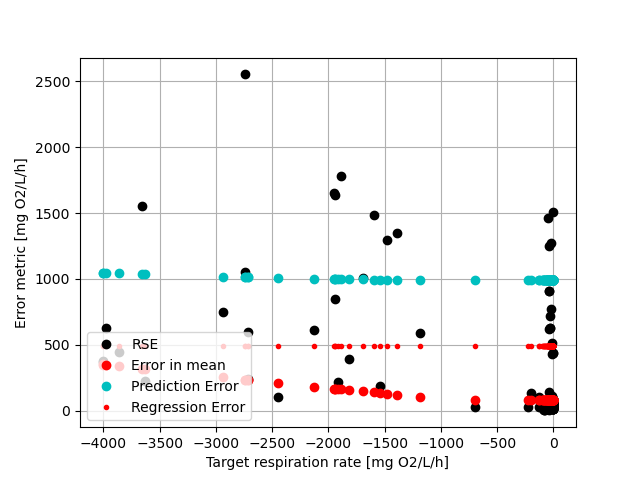 2500
2000
1500
1000
500
0
Error metric [mg O2/L/h]
RSE
Error in mean
Prediction Error
Regression Error
−4000 −3500 −3000 −2500 −2000 −1500 −1000 −500 0
Target respiration rate [mg O2/L/h]